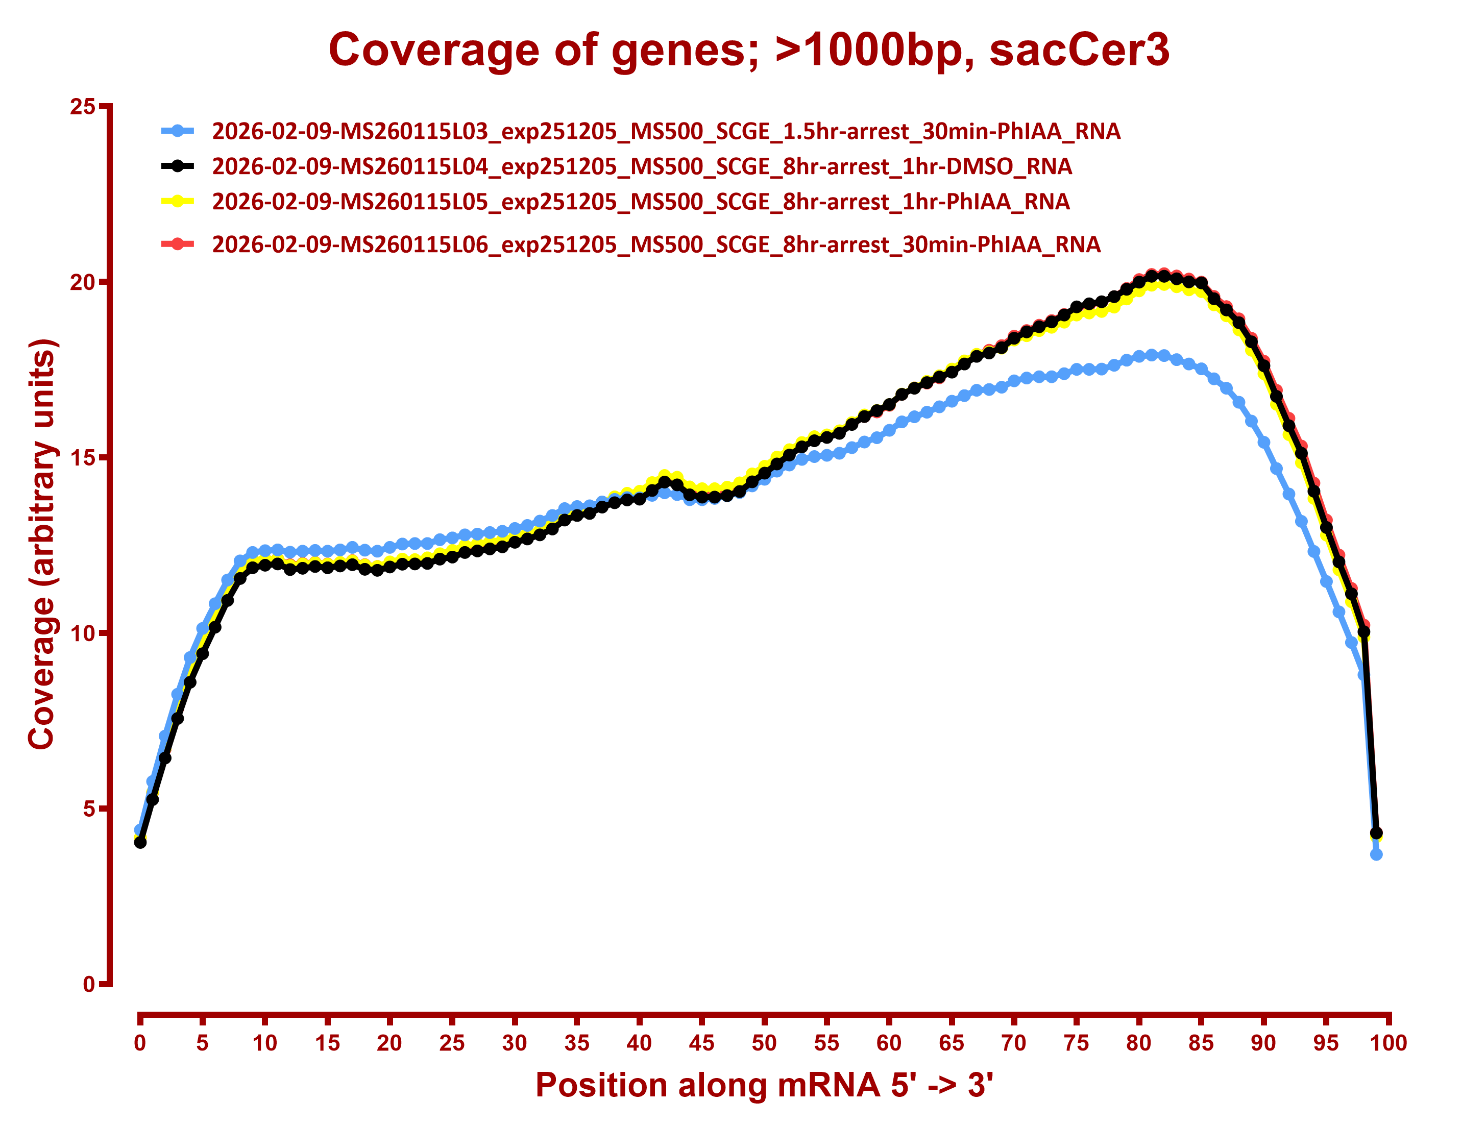 Coverage of genes; >1000bp, sacCer3
25
2026-02-09-MS260115L03_exp251205_MS500_SCGE_1.5hr-arrest_30min-PhIAA_RNA
2026-02-09-MS260115L04_exp251205_MS500_SCGE_8hr-arrest_1hr-DMSO_RNA
2026-02-09-MS260115L05_exp251205_MS500_SCGE_8hr-arrest_1hr-PhIAA_RNA
2026-02-09-MS260115L06_exp251205_MS500_SCGE_8hr-arrest_30min-PhIAA_RNA
20
15
10
5
0
Coverage (arbitrary units)
0 5 10 15 20 25 30 35 40 45 50 55 60 65 70 75 80 85 90 95 100
Position along mRNA 5' -> 3'